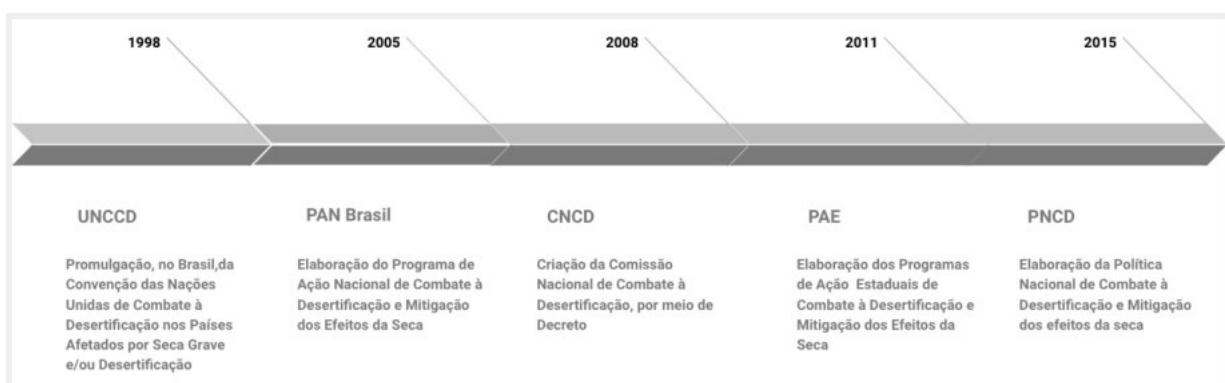 1998
2005
2008
2011
2015
UNCCD
Promulgação, no Brasil,da
Convenção das Nações
Unidas de Combate à
Desertificação nos Países
Afetados por Seca Grave
e/ou Desertificação
PAN Brasil
Elaboração do Programa de
Ação Nacional de Combate à
Desertificação e Mitigação
dos Efeitos da Seca
CNCD
Criação da Comissão
Nacional de Combate à
Desertificação, por meio de
Decreto
PAE
Elaboração dos Programas
de Ação Estaduais de
Combate à Desertificação e
Mitigação dos Efeitos da
Seca
PNCD
Elaboração da Política
Nacional de Combate à
Desertificação e Mitigação
dos efeitos da seca